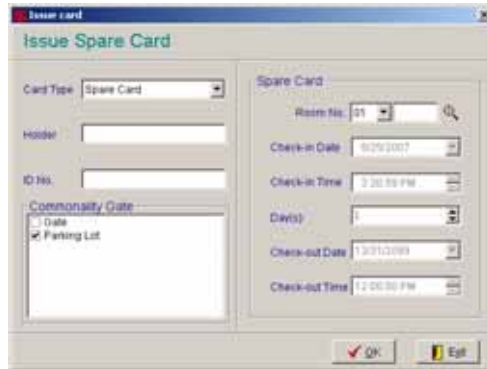 Issue card
Issue Spare Card
Card Type Spare Card
Holder
ID No.
Commonality Gate
Gate
Parking Lot
Spare Card
Room No. 01
Check-in Date 6/29/2007
Check-in Time
Day(s)
Check-out Date 12/31/2099
Check-out Time 12:00:00 PM
OK
Exit